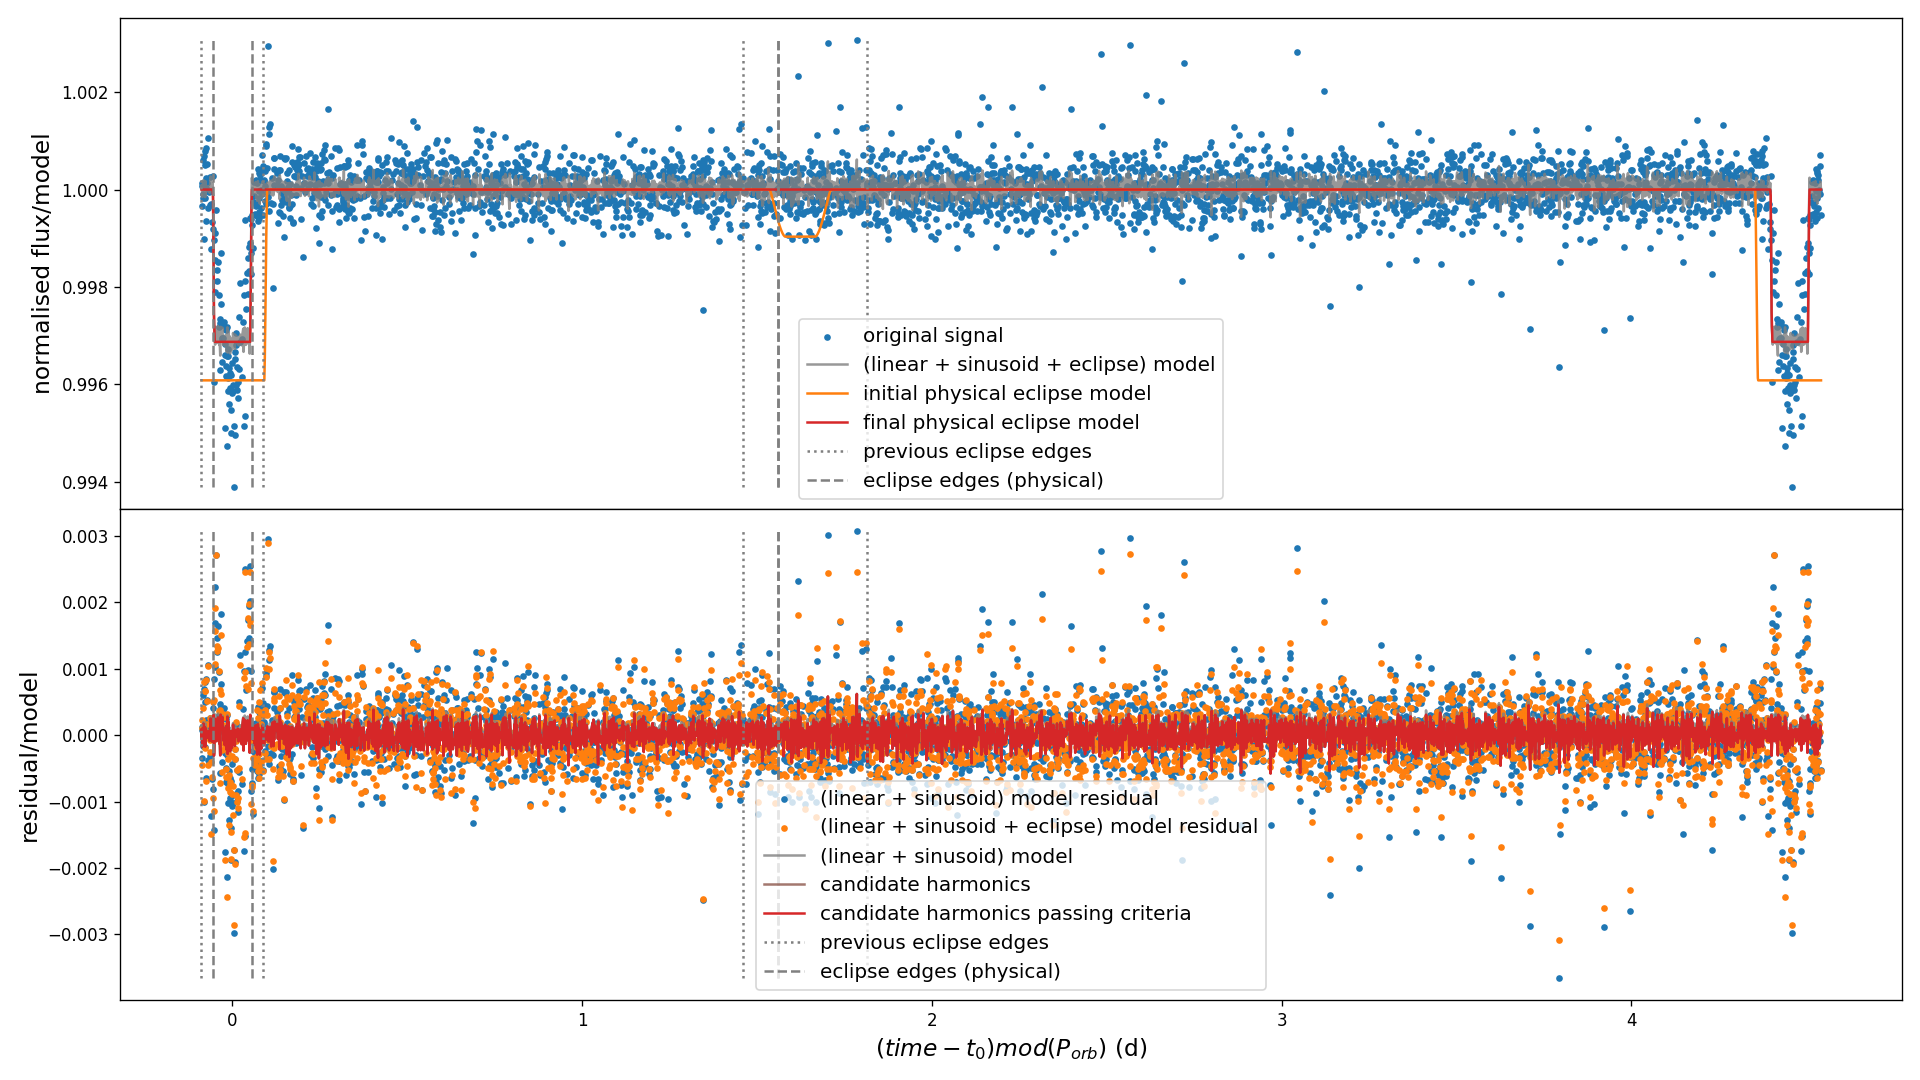 normalised flux/model
1.002
1.000
0.998
0.996
0.994
original signal
(linear + sinusoid + eclipse) model
initial physical eclipse model
final physical eclipse model
previous eclipse edges
eclipse edges (physical)
residual/model
0.003
0.002
0.001
0.000
−0.001
−0.002
−0.003
(linear + sinusoid) model residual
(linear + sinusoid + eclipse) model residual
(linear + sinusoid) model
candidate harmonics
candidate harmonics passing criteria
previous eclipse edges
eclipse edges (physical)
0 1 2 3 4
(time − t₀)mod(Pₒᵣb) (d)